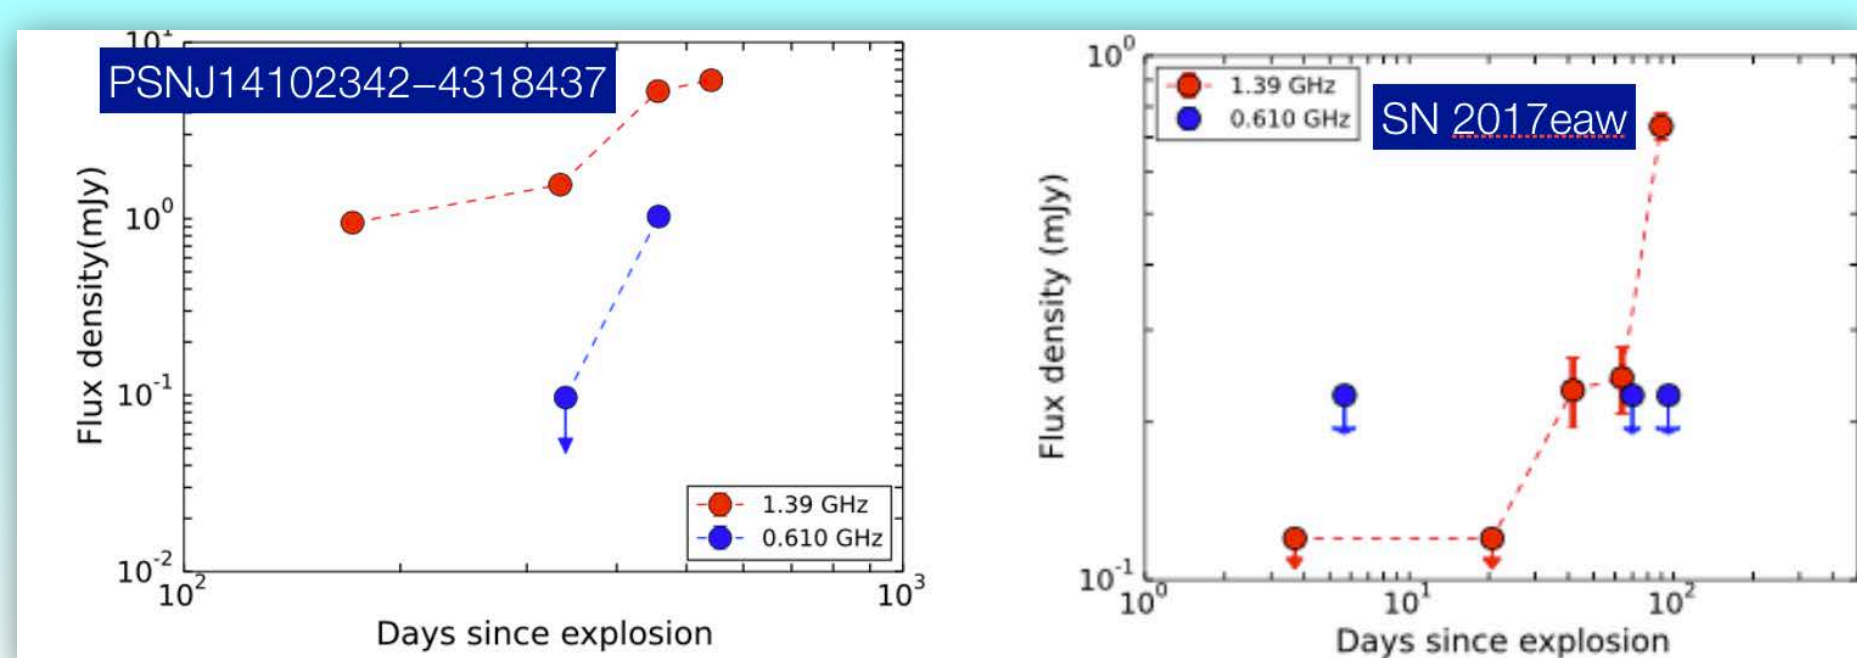 10¹
PSNJ14102342–4318437
10⁰
10⁻¹
10⁻²
Flux density(mJy)
1.39 GHz
0.610 GHz
10²
10³
Days since explosion
10⁰
1.39 GHz
0.610 GHz
SN 2017eaw
Flux density (mJy)
10⁻¹
10⁰
10¹
10²
Days since explosion